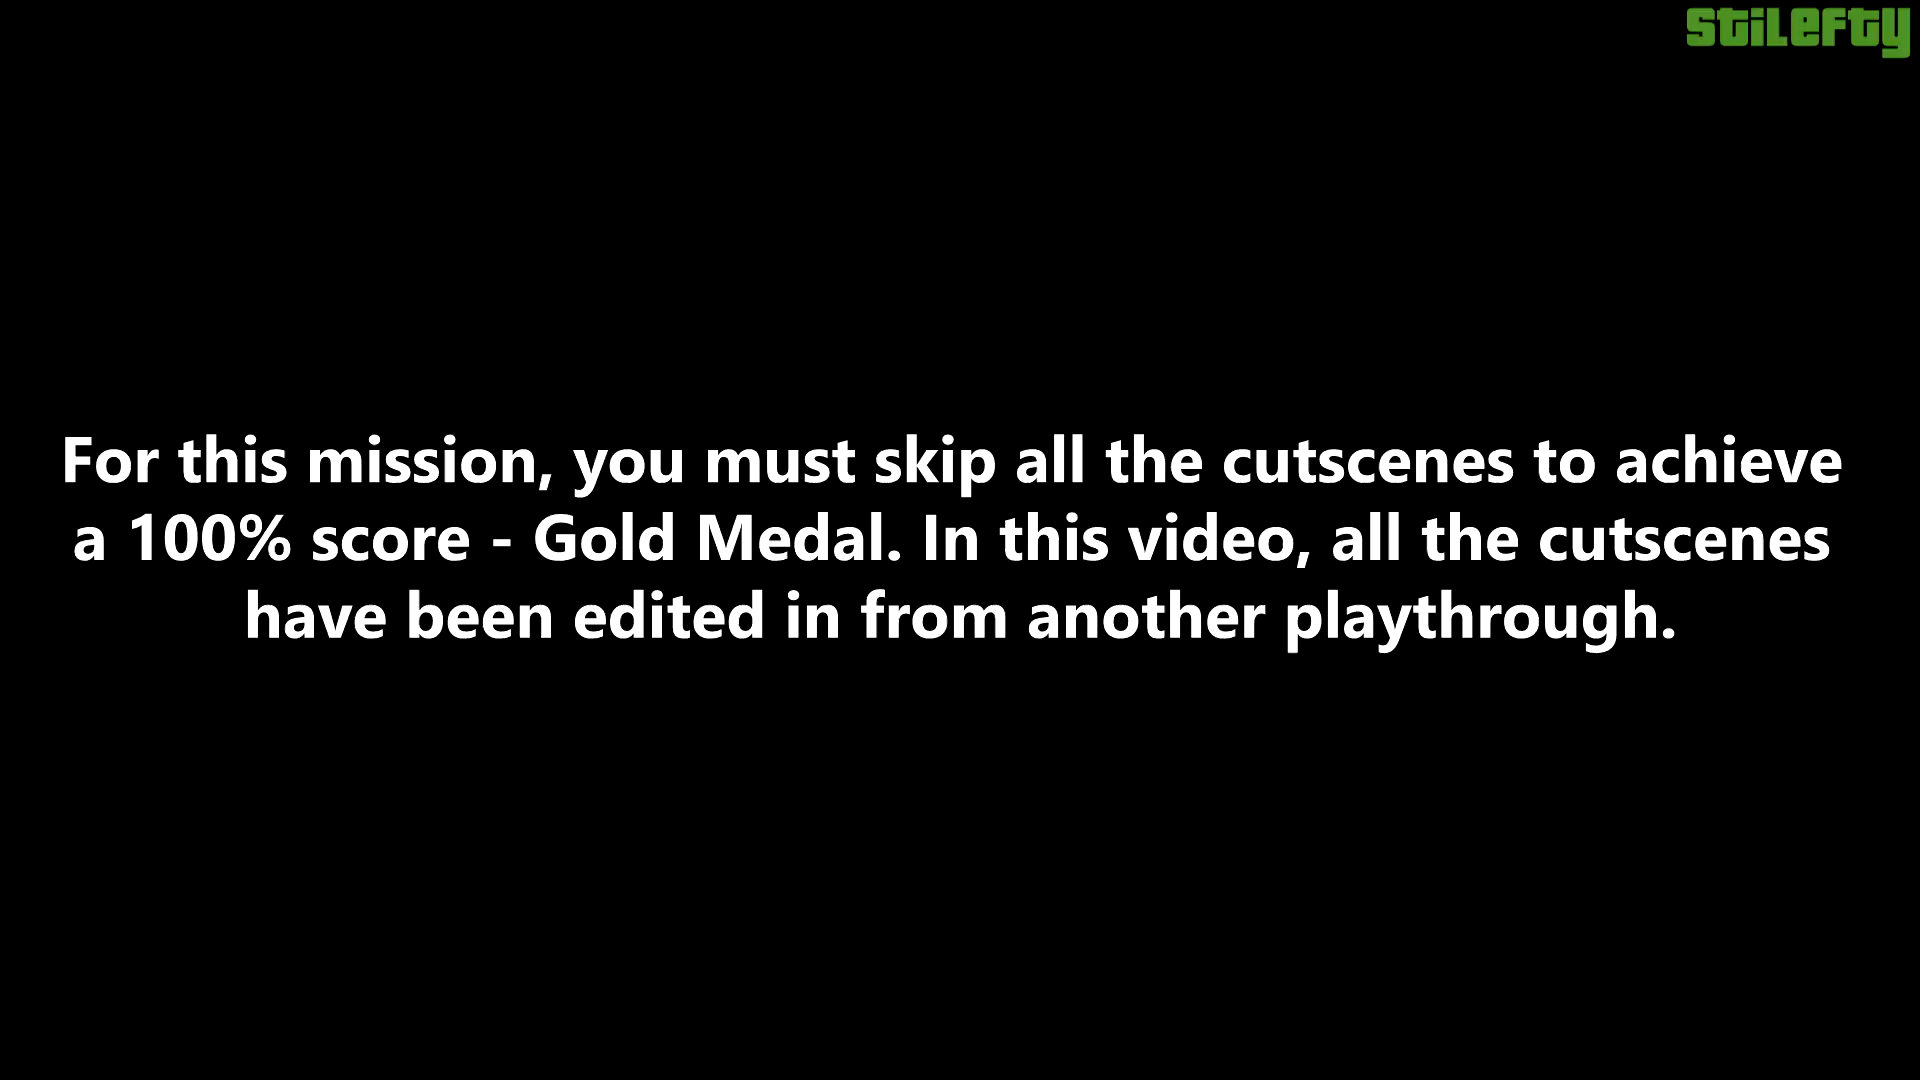 STILEFTY
For this mission, you must skip all the cutscenes to achieve
a 100% score - Gold Medal. In this video, all the cutscenes
have been edited in from another playthrough.